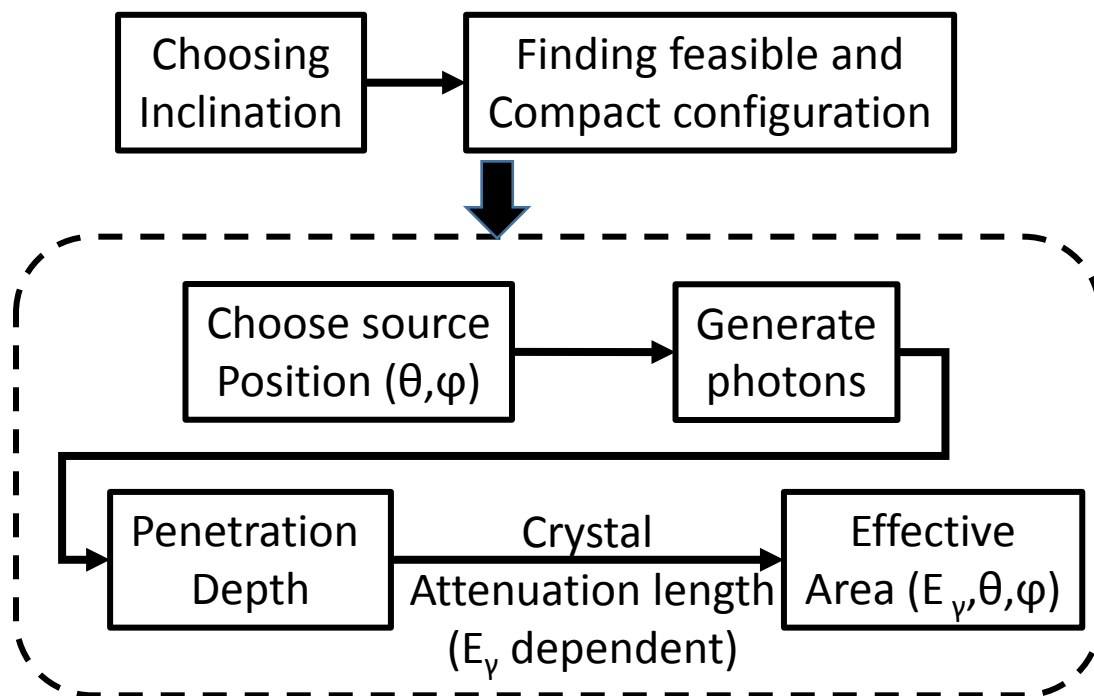 Choosing
Inclination
Finding feasible and
Compact configuration
Choose source
Position (θ,φ)
Generate
photons
Penetration
Depth
Crystal
Attenuation length
(Eγ dependent)
Effective
Area (Eγ,θ,φ)